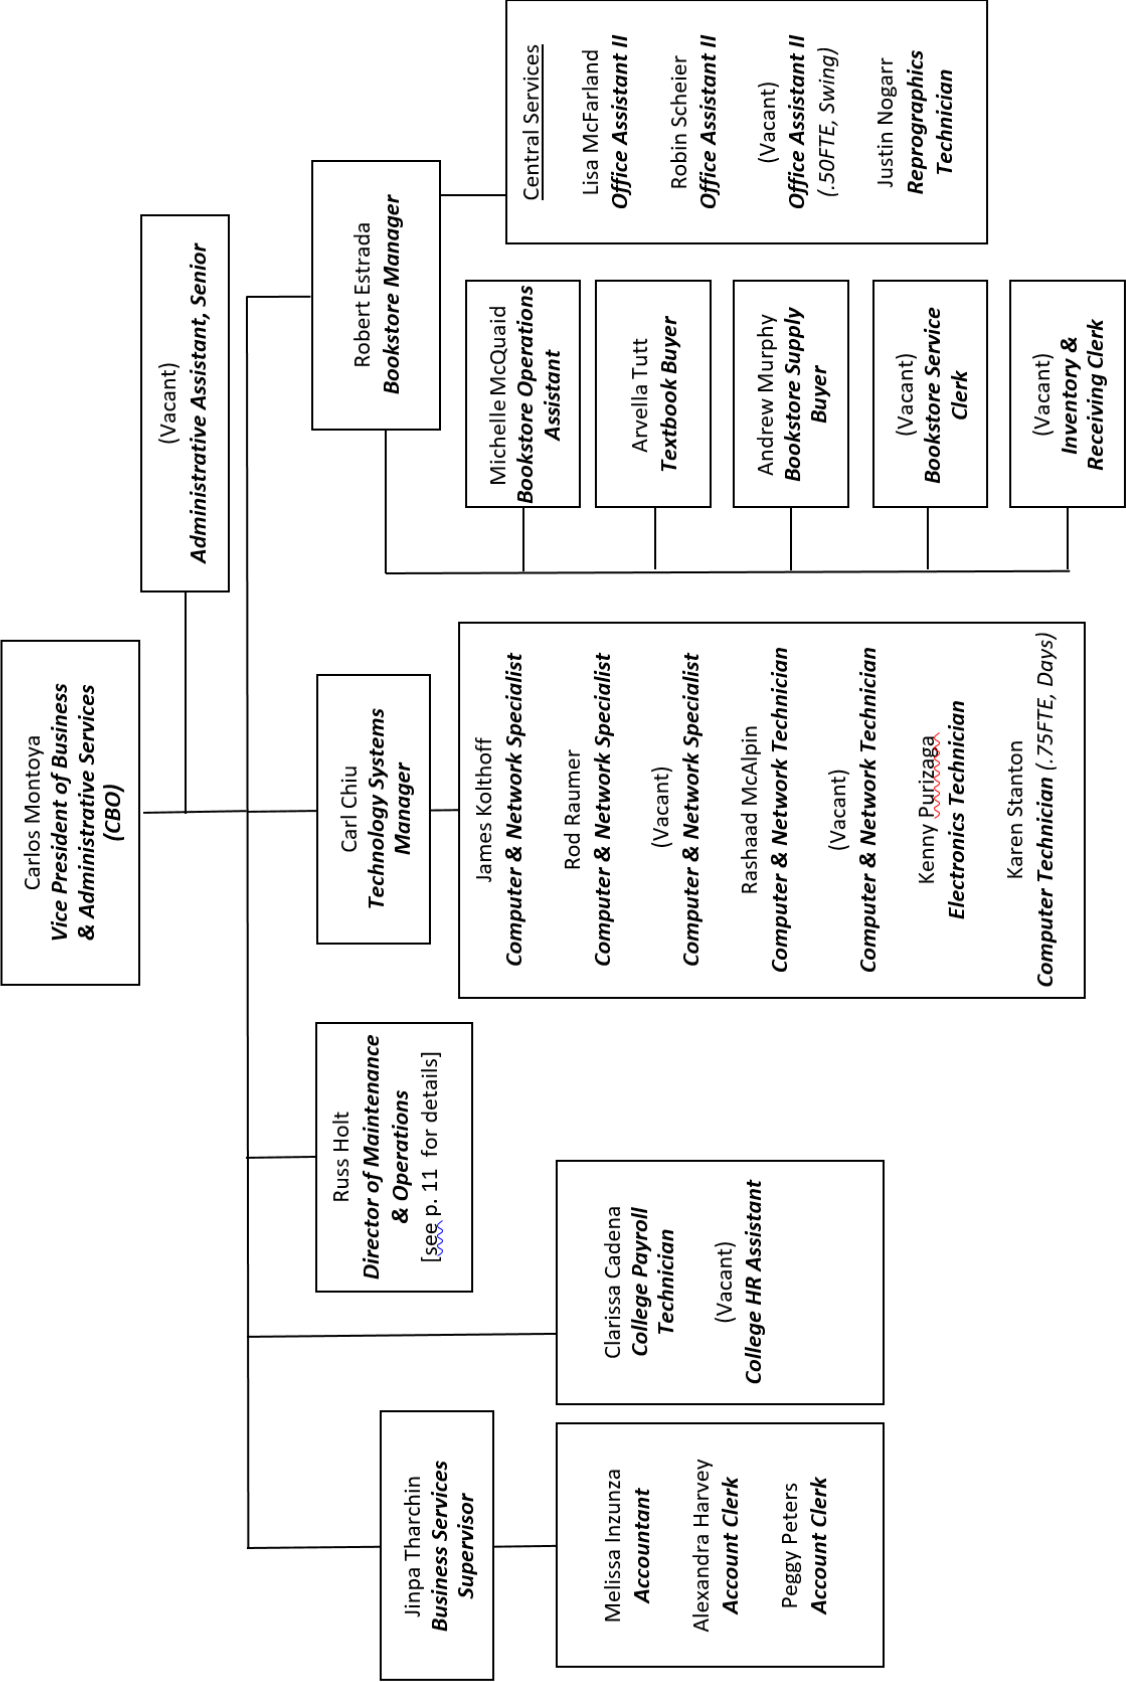 Carlos Montoya
Vice President of Business
& Administrative Services
(CBO)
(Vacant)
Administrative Assistant, Senior
Jinpa Tharchin
Business Services
Supervisor
Melissa Inzunza
Accountant
Alexandra Harvey
Account Clerk
Peggy Peters
Account Clerk
Clarissa Cadena
College Payroll
Technician
(Vacant)
College HR Assistant
Russ Holt
Director of Maintenance
& Operations
[see p. 11 for details]
Carl Chiu
Technology Systems
Manager
James Kolthoff
Computer & Network Specialist
Rod Raumer
Computer & Network Specialist
(Vacant)
Computer & Network Specialist
Rashaad McAlpin
Computer & Network Technician
(Vacant)
Computer & Network Technician
Kenny Purizaga
Electronics Technician
Karen Stanton
Computer Technician (.75FTE, Days)
Robert Estrada
Bookstore Manager
Michelle McQuaid
Bookstore Operations
Assistant
Arvella Tutt
Textbook Buyer
Andrew Murphy
Bookstore Supply
Buyer
(Vacant)
Bookstore Service
Clerk
(Vacant)
Inventory &
Receiving Clerk
Central Services
Lisa McFarland
Office Assistant II
Robin Scheier
Office Assistant II
(Vacant)
Office Assistant II
(.50FTE, Swing)
Justin Nogarr
Reprographics
Technician